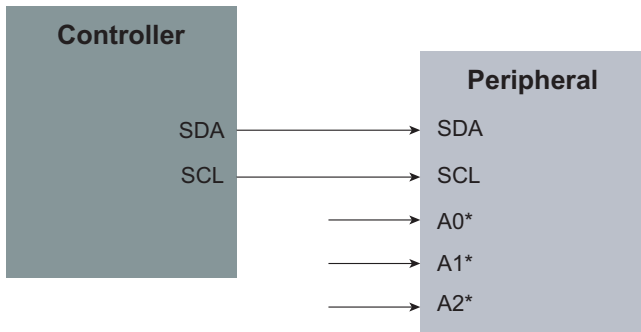 Controller
SDA
SCL
Peripheral
SDA
SCL
A0*
A1*
A2*